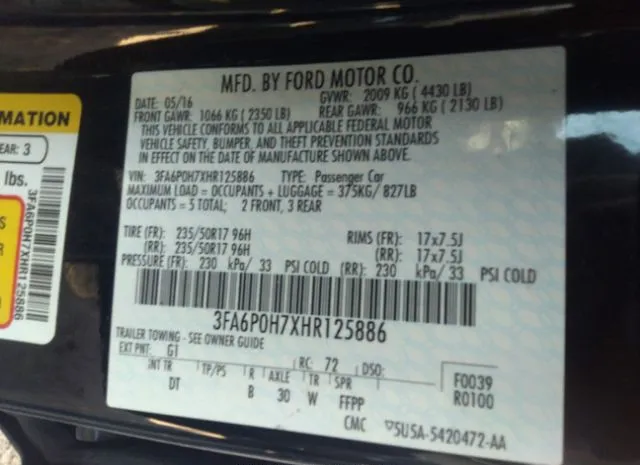 MFD. BY FORD MOTOR CO.
DATE: 05/16 GVWR: 2009 KG ( 4430 LB)
FRONT GAWR: 1066 KG ( 2350 LB) REAR GAWR: 966 KG ( 2130 LB)
THIS VEHICLE CONFORMS TO ALL APPLICABLE FEDERAL MOTOR
VEHICLE SAFETY, BUMPER, AND THEFT PREVENTION STANDARDS
IN EFFECT ON THE DATE OF MANUFACTURE SHOWN ABOVE.
VIN: 3FA6P0H7XHR125886 TYPE: Passenger Car
MAXIMUM LOAD = OCCUPANTS + LUGGAGE = 375KG/ 827LB
OCCUPANTS = 5 TOTAL; 2 FRONT, 3 REAR
TIRE (FR): 235/50R17 96H RIMS (FR): 17x7.5J
(RR): 235/50R17 96H (RR): 17x7.5J
PRESSURE (FR): 230 kPa/ 33 PSI COLD (RR): 230 kPa/ 33 PSI COLD
3FA6P0H7XHR125886
TRAILER TOWING - SEE OWNER GUIDE
EXT PNT: G1 RC: 72 DSO:
INT TR TP/PS R AXLE TR SPR
F0039
DT B 30 W FFPP
R0100
CMC ▽5USA-5420472-AA
MATION
EAR: 3
lbs.
S
R
3FA6P0H7XHR125886